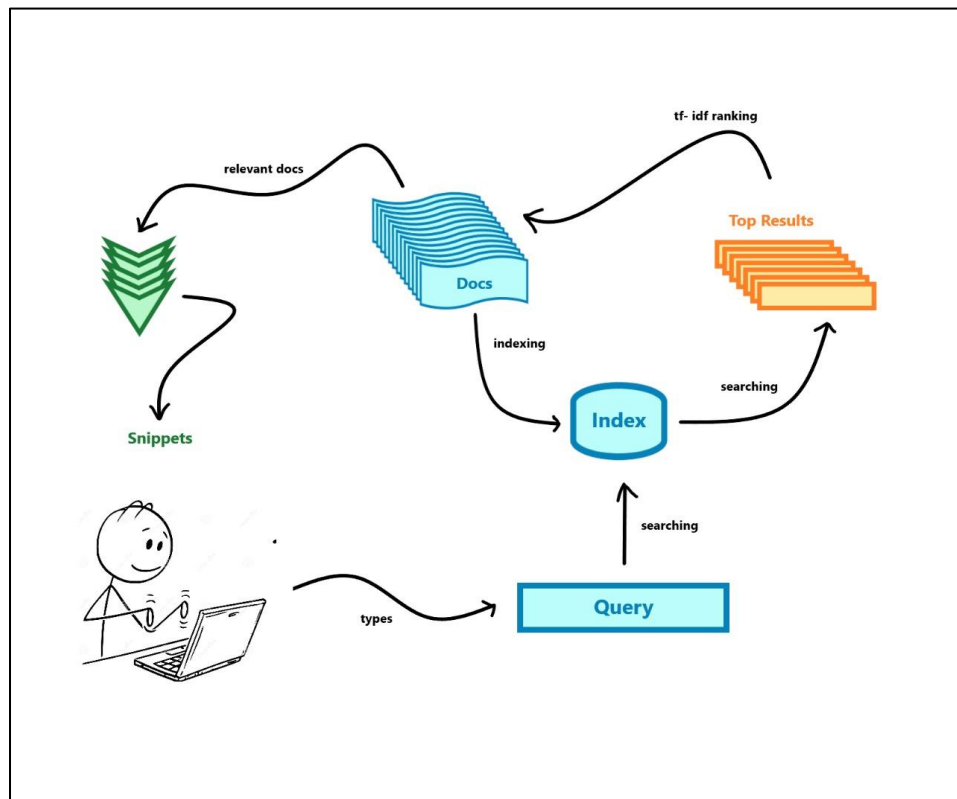 tf- idf ranking
relevant docs
Top Results
Docs
indexing
searching
Index
Snippets
searching
Query
types